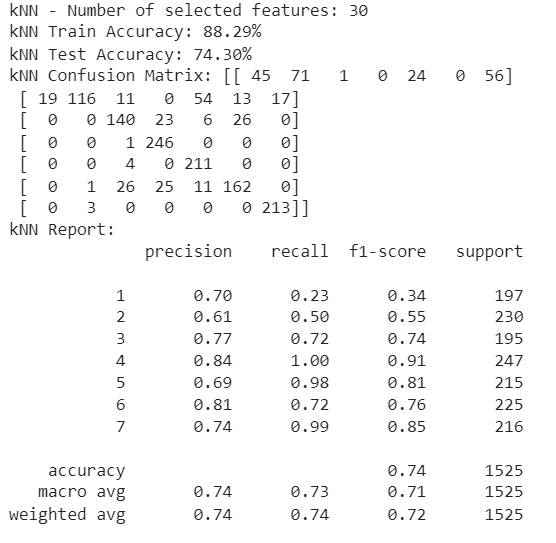 kNN - Number of selected features: 30
kNN Train Accuracy: 88.29%
kNN Test Accuracy: 74.30%
kNN Confusion Matrix: [[ 45  71   1   0  24   0  56]
 [ 19 116  11   0  54  13  17]
 [  0   0 140  23   6  26   0]
 [  0   0   1 246   0   0   0]
 [  0   0   4   0 211   0   0]
 [  0   1  26  25  11 162   0]
 [  0   3   0   0   0   0 213]]
kNN Report:
              precision    recall  f1-score   support

           1       0.70      0.23      0.34       197
           2       0.61      0.50      0.55       230
           3       0.77      0.72      0.74       195
           4       0.84      1.00      0.91       247
           5       0.69      0.98      0.81       215
           6       0.81      0.72      0.76       225
           7       0.74      0.99      0.85       216

    accuracy                           0.74      1525
   macro avg       0.74      0.73      0.71      1525
weighted avg       0.74      0.74      0.72      1525